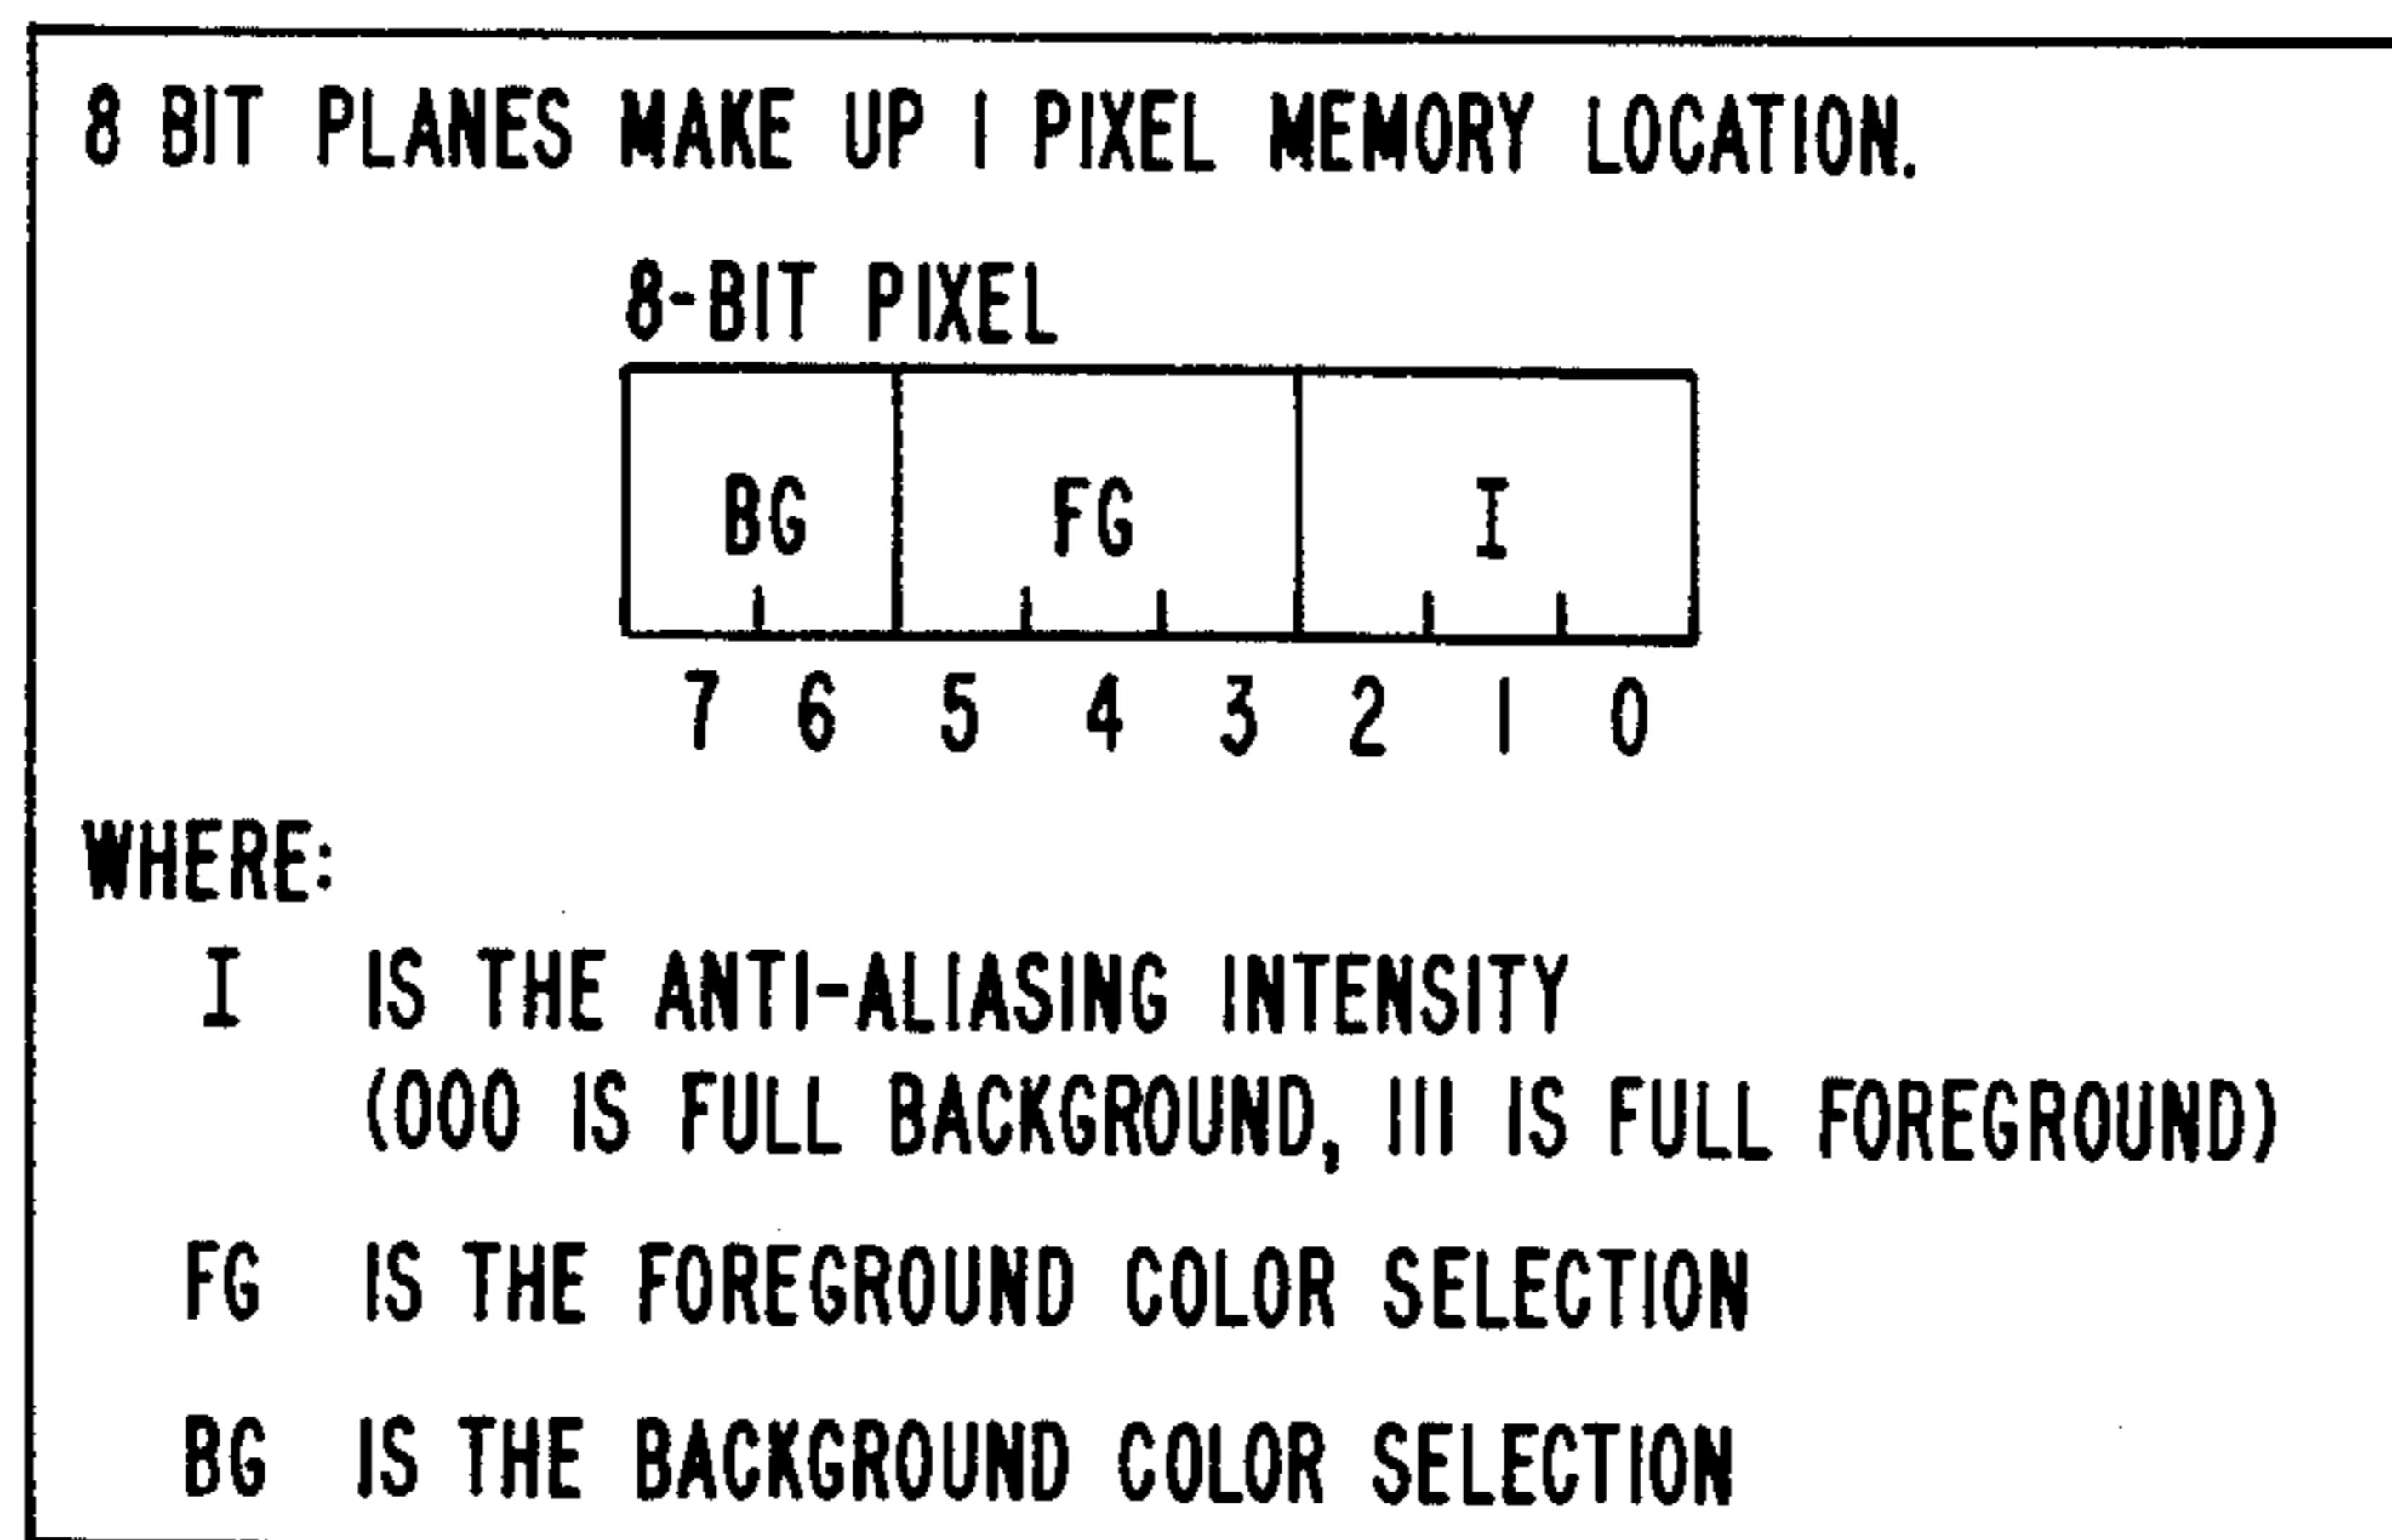 8 BIT PLANES MAKE UP 1 PIXEL MEMORY LOCATION.
8-BIT PIXEL
BG FG I
7 6 5 4 3 2 1 0
WHERE:
I IS THE ANTI-ALIASING INTENSITY
(000 IS FULL BACKGROUND, 111 IS FULL FOREGROUND)
FG IS THE FOREGROUND COLOR SELECTION
BG IS THE BACKGROUND COLOR SELECTION